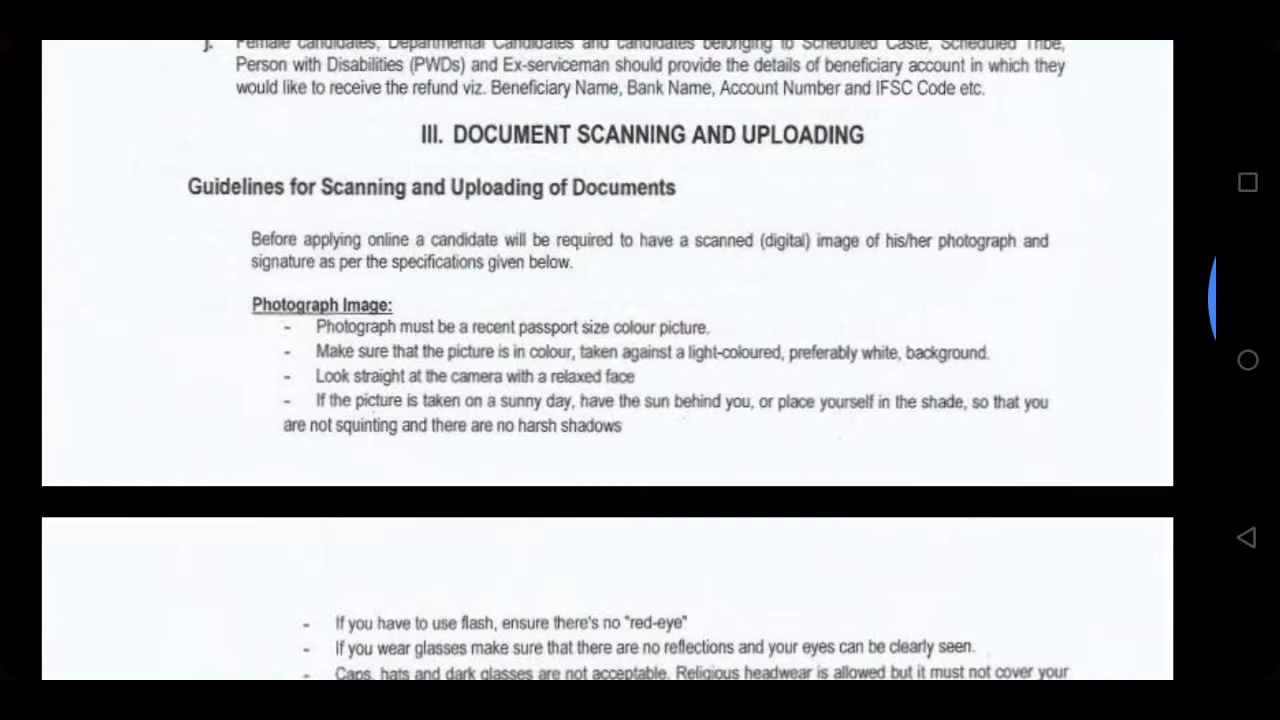 j. Female candidates, Departmental Candidates and candidates belonging to Scheduled Caste, Scheduled Tribe,
Person with Disabilities (PWDs) and Ex-serviceman should provide the details of beneficiary account in which they
would like to receive the refund viz. Beneficiary Name, Bank Name, Account Number and IFSC Code etc.
III. DOCUMENT SCANNING AND UPLOADING
Guidelines for Scanning and Uploading of Documents
Before applying online a candidate will be required to have a scanned (digital) image of his/her photograph and
signature as per the specifications given below.
Photograph Image:
- Photograph must be a recent passport size colour picture.
- Make sure that the picture is in colour, taken against a light-coloured, preferably white, background.
- Look straight at the camera with a relaxed face
- If the picture is taken on a sunny day, have the sun behind you, or place yourself in the shade, so that you
are not squinting and there are no harsh shadows
- If you have to use flash, ensure there's no "red-eye"
- If you wear glasses make sure that there are no reflections and your eyes can be clearly seen.
- Caps, hats and dark glasses are not acceptable. Religious headwear is allowed but it must not cover your